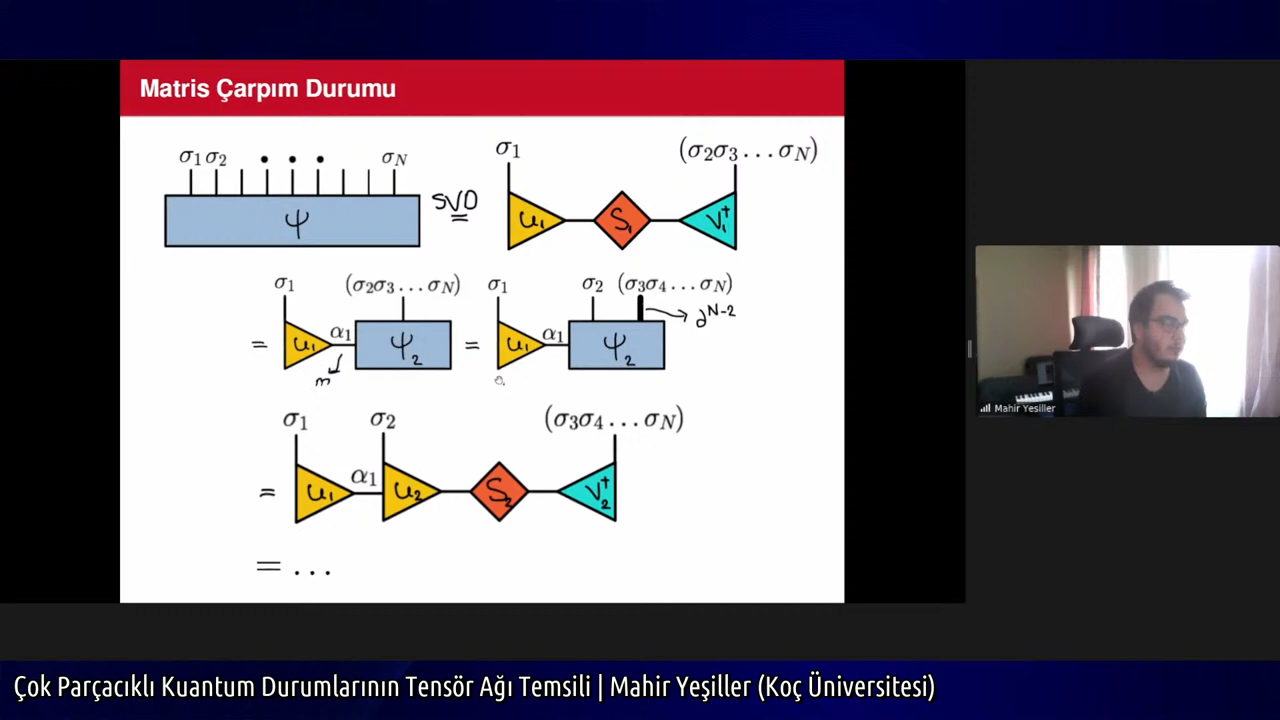 Matris Çarpım Durumu
σ1 σ2 • • • σN
σ1 (σ2σ3 . . . σN)
ψ SVD = U1 S1 V1†
σ1 (σ2σ3 . . . σN) σ1 σ2 (σ3σ4 . . . σN)
→ d^N-2
= U1 α1 ψ2 = U1 α1 ψ2
m
σ1 σ2 (σ3σ4 . . . σN)
= U1 α1 U2 S2 V2†
= . . .
Mahir Yesiller
Çok Parçacıklı Kuantum Durumlarının Tensör Ağı Temsili | Mahir Yeşiller (Koç Üniversitesi)